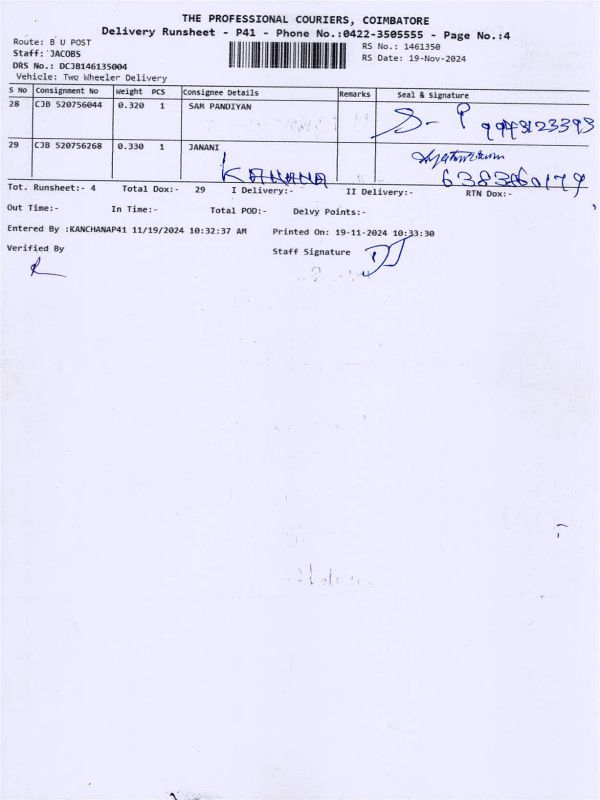 THE PROFESSIONAL COURIERS, COIMBATORE
Delivery Runsheet - P41 - Phone No.:0422-3505555 - Page No.:4
Route: B U POST
RS No.: 1461350
Staff: JACOBS
RS Date: 19-Nov-2024
DRS No.: DCJB146135004
Vehicle: Two Wheeler Delivery
S No Consignment No Weight PCS Consignee Details Remarks Seal & Signature
28 CJB 520756044 0.320 1 SAM PANDIYAN
29 CJB 520756268 0.330 1 JANANI
KANANA
Tot. Runsheet:- 4 Total Dox:- 29 I Delivery:- II Delivery:- RTN Dox:-
Out Time:- In Time:- Total POD:- Delvy Points:-
Entered By :KANCHANAP41 11/19/2024 10:32:37 AM Printed On: 19-11-2024 10:33:30
Verified By Staff Signature